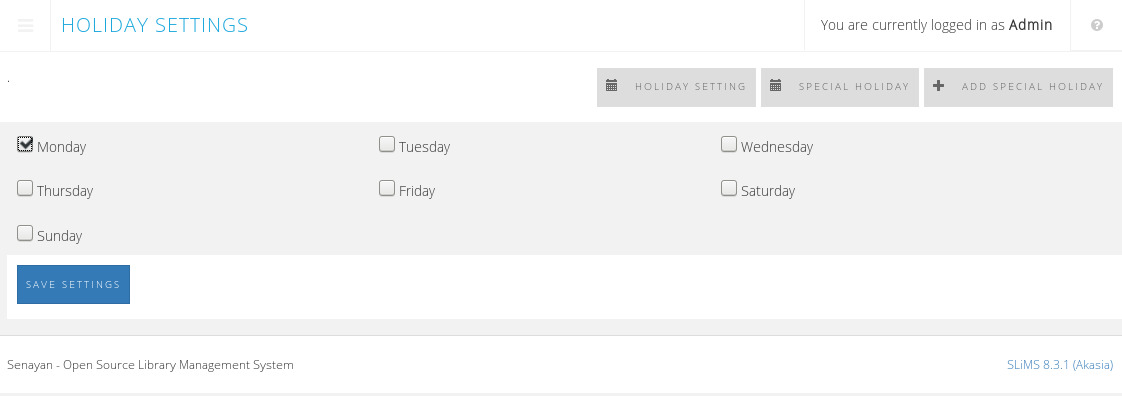 HOLIDAY SETTINGS
You are currently logged in as Admin
.
HOLIDAY SETTING
SPECIAL HOLIDAY
ADD SPECIAL HOLIDAY
Monday
Tuesday
Wednesday
Thursday
Friday
Saturday
Sunday
SAVE SETTINGS
Senayan - Open Source Library Management System
SLiMS 8.3.1 (Akasia)